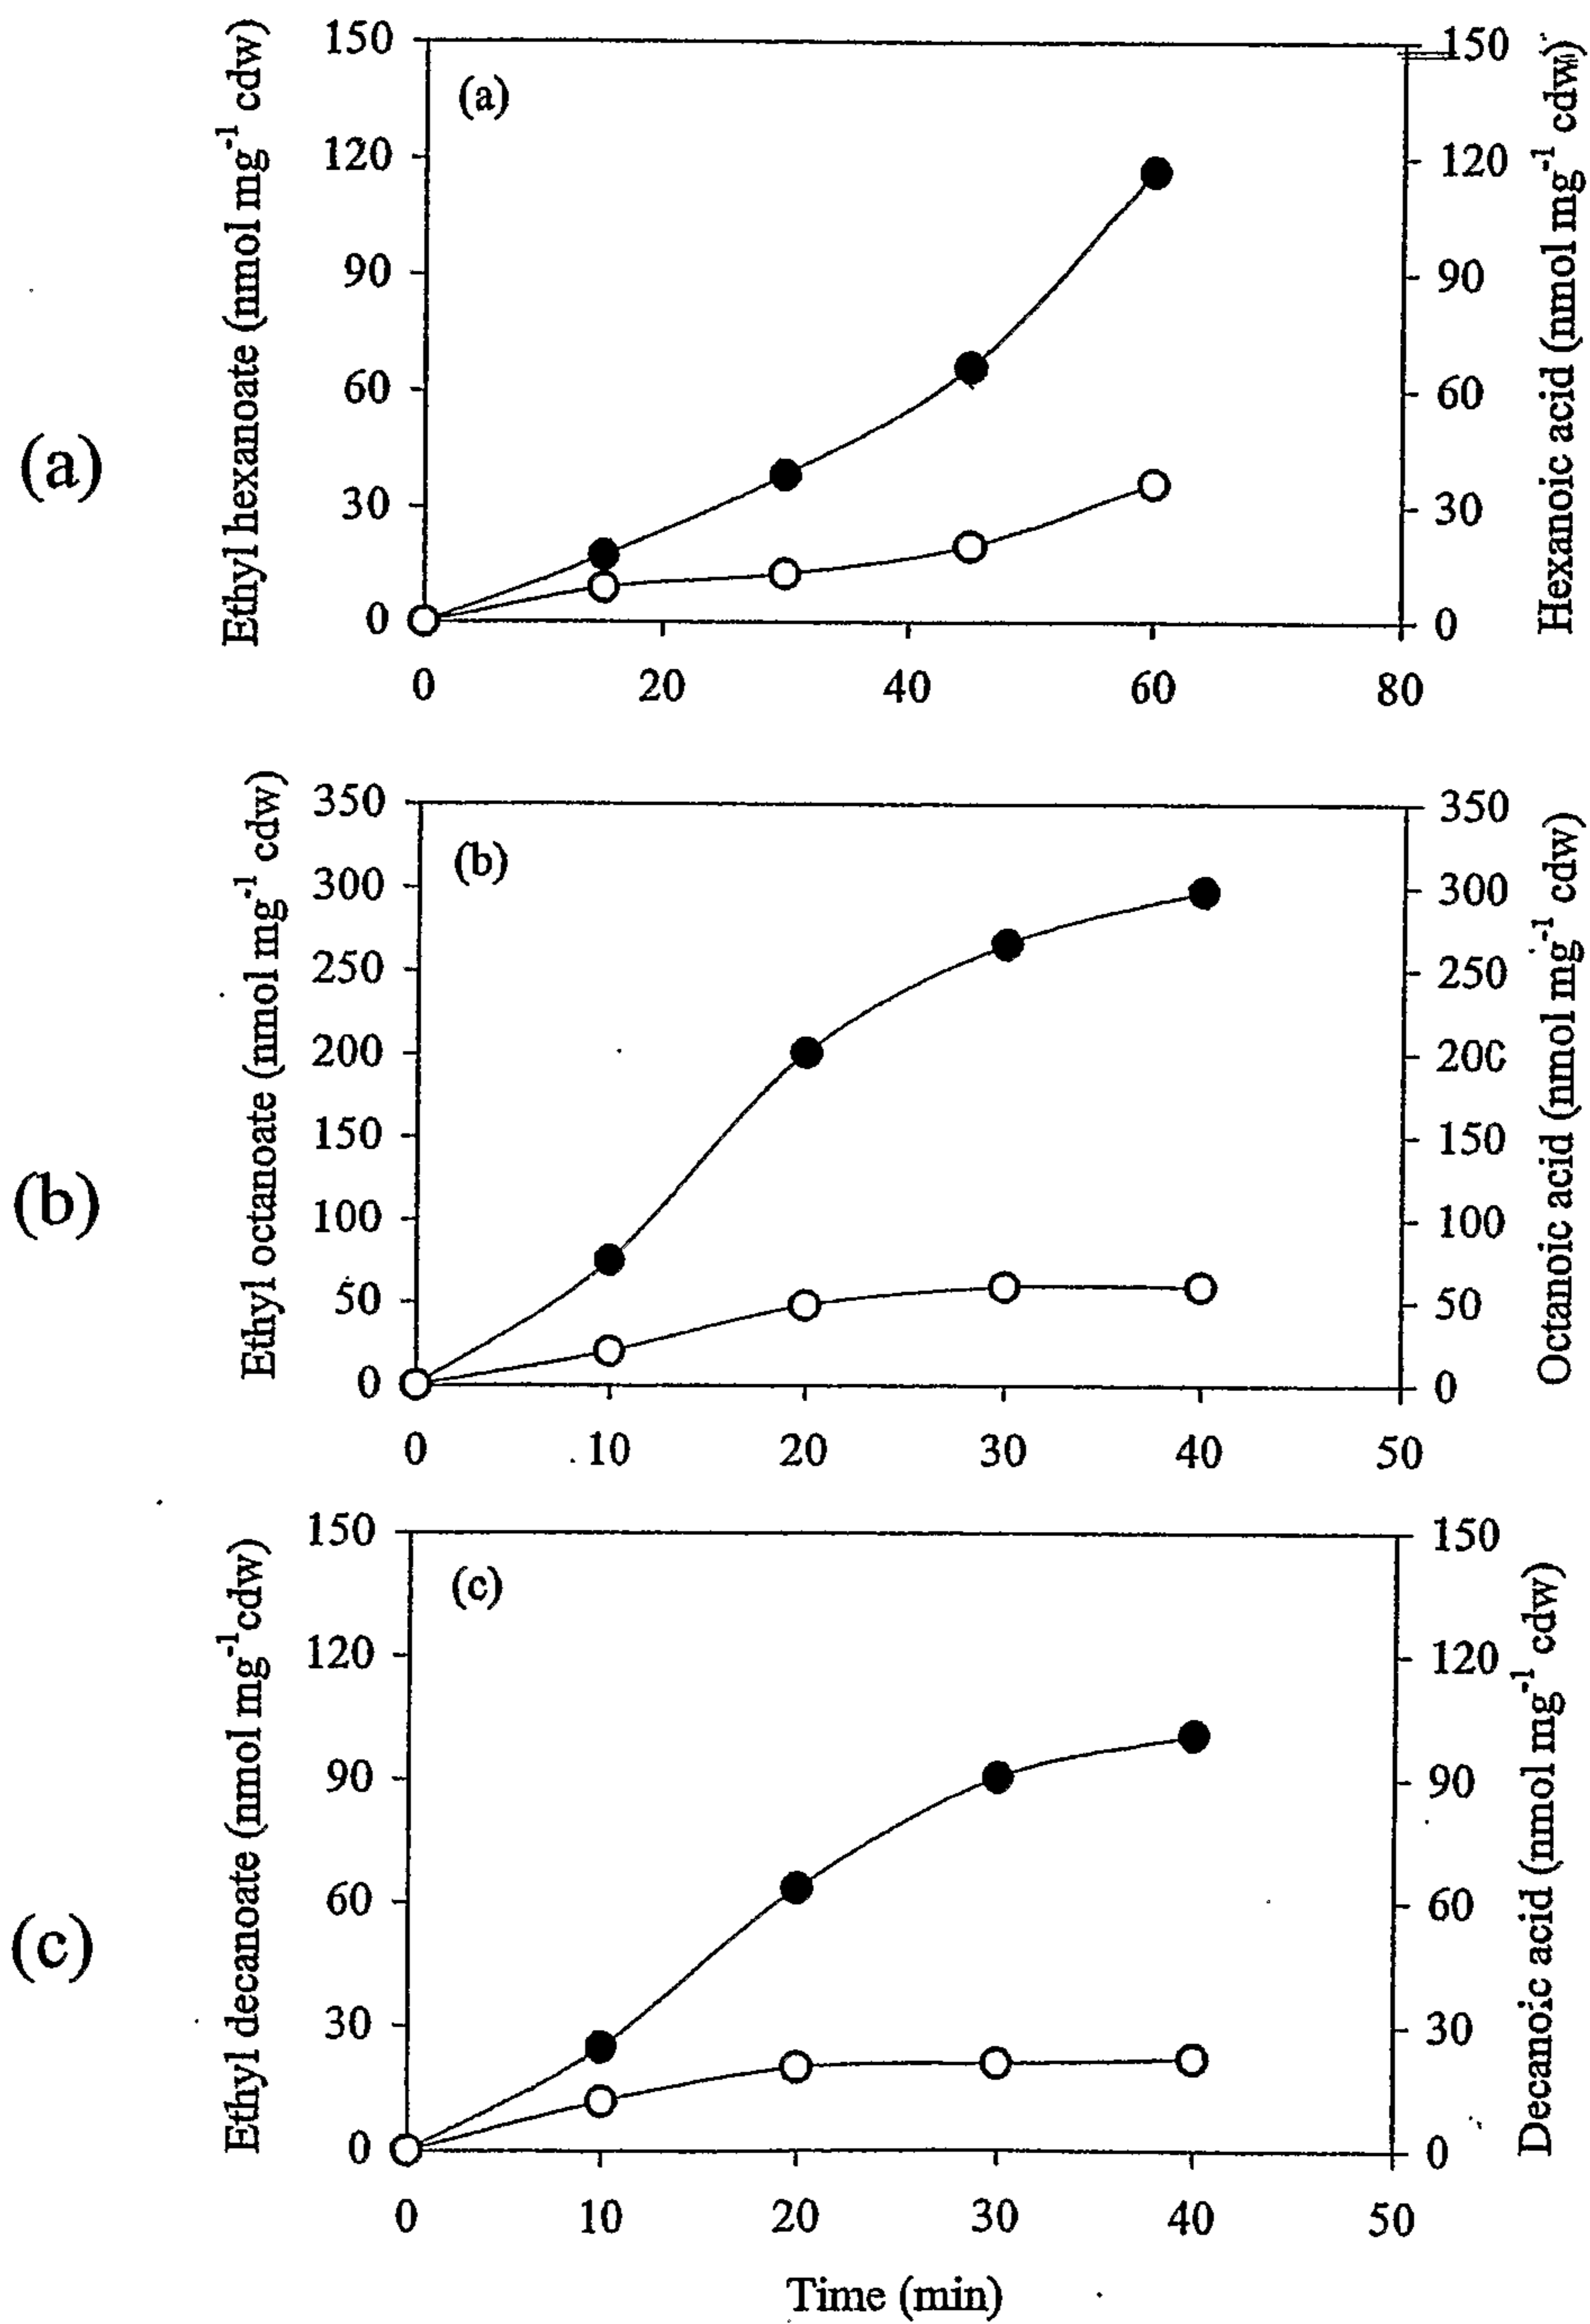 (a)
Ethyl hexanoate (nmol mg⁻¹ cdw)
150
120
90
60
30
0
(a)
150
120
90
60
30
0
Hexanoic acid (nmol mg⁻¹ cdw)
0 20 40 60 80
(b)
Ethyl octanoate (nmol mg⁻¹ cdw)
350
300
250
200
150
100
50
0
(b)
350
300
250
200
150
100
50
0
Octanoic acid (nmol mg⁻¹ cdw)
0 10 20 30 40 50
(c)
Ethyl decanoate (nmol mg⁻¹cdw)
150
120
90
60
30
0
(c)
150
120
90
60
30
0
Decanoic acid (nmol mg⁻¹ cdw)
0 10 20 30 40 50
Time (min)